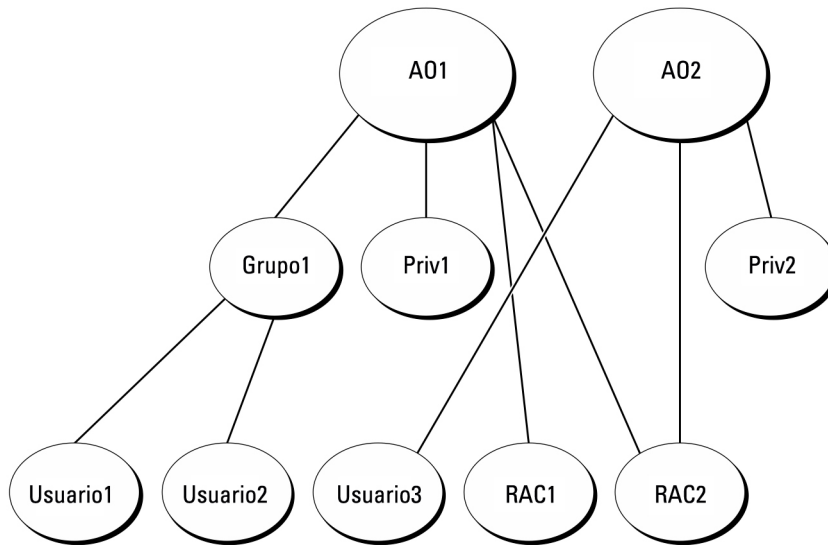 AO1
AO2
Grupo1
Priv1
Priv2
Usuario1
Usuario2
Usuario3
RAC1
RAC2